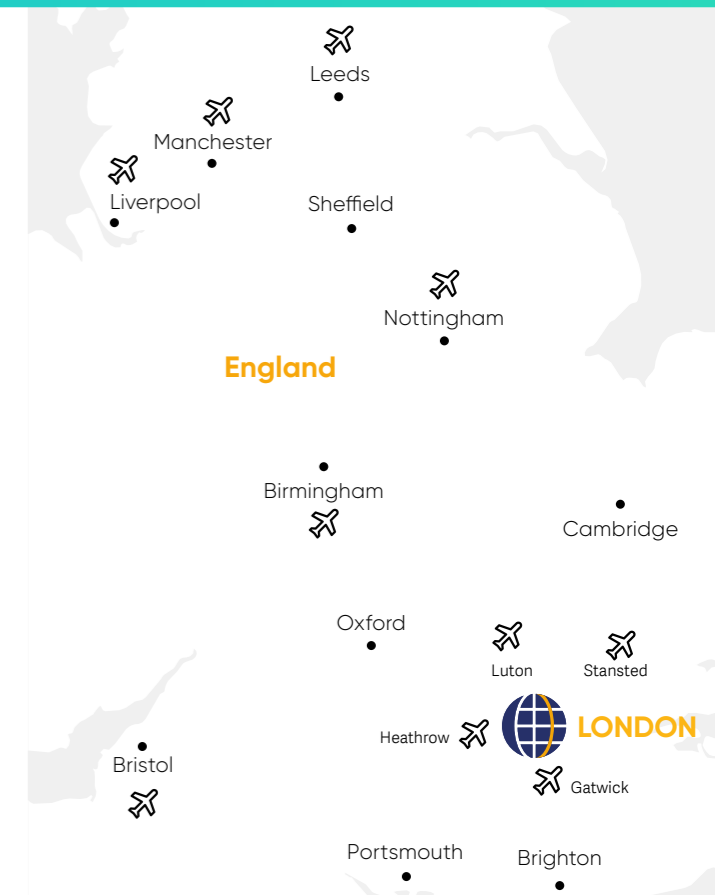 Leeds
Manchester
Liverpool
Sheffield
Nottingham
England
Birmingham
Cambridge
Oxford
Luton
Stansted
LONDON
Heathrow
Bristol
Gatwick
Portsmouth
Brighton